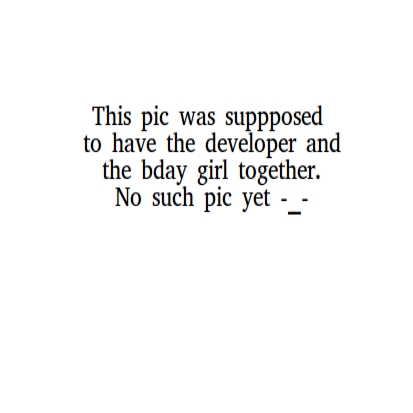 This pic was suppposed
to have the developer and
the bday girl together.
No such pic yet -_-